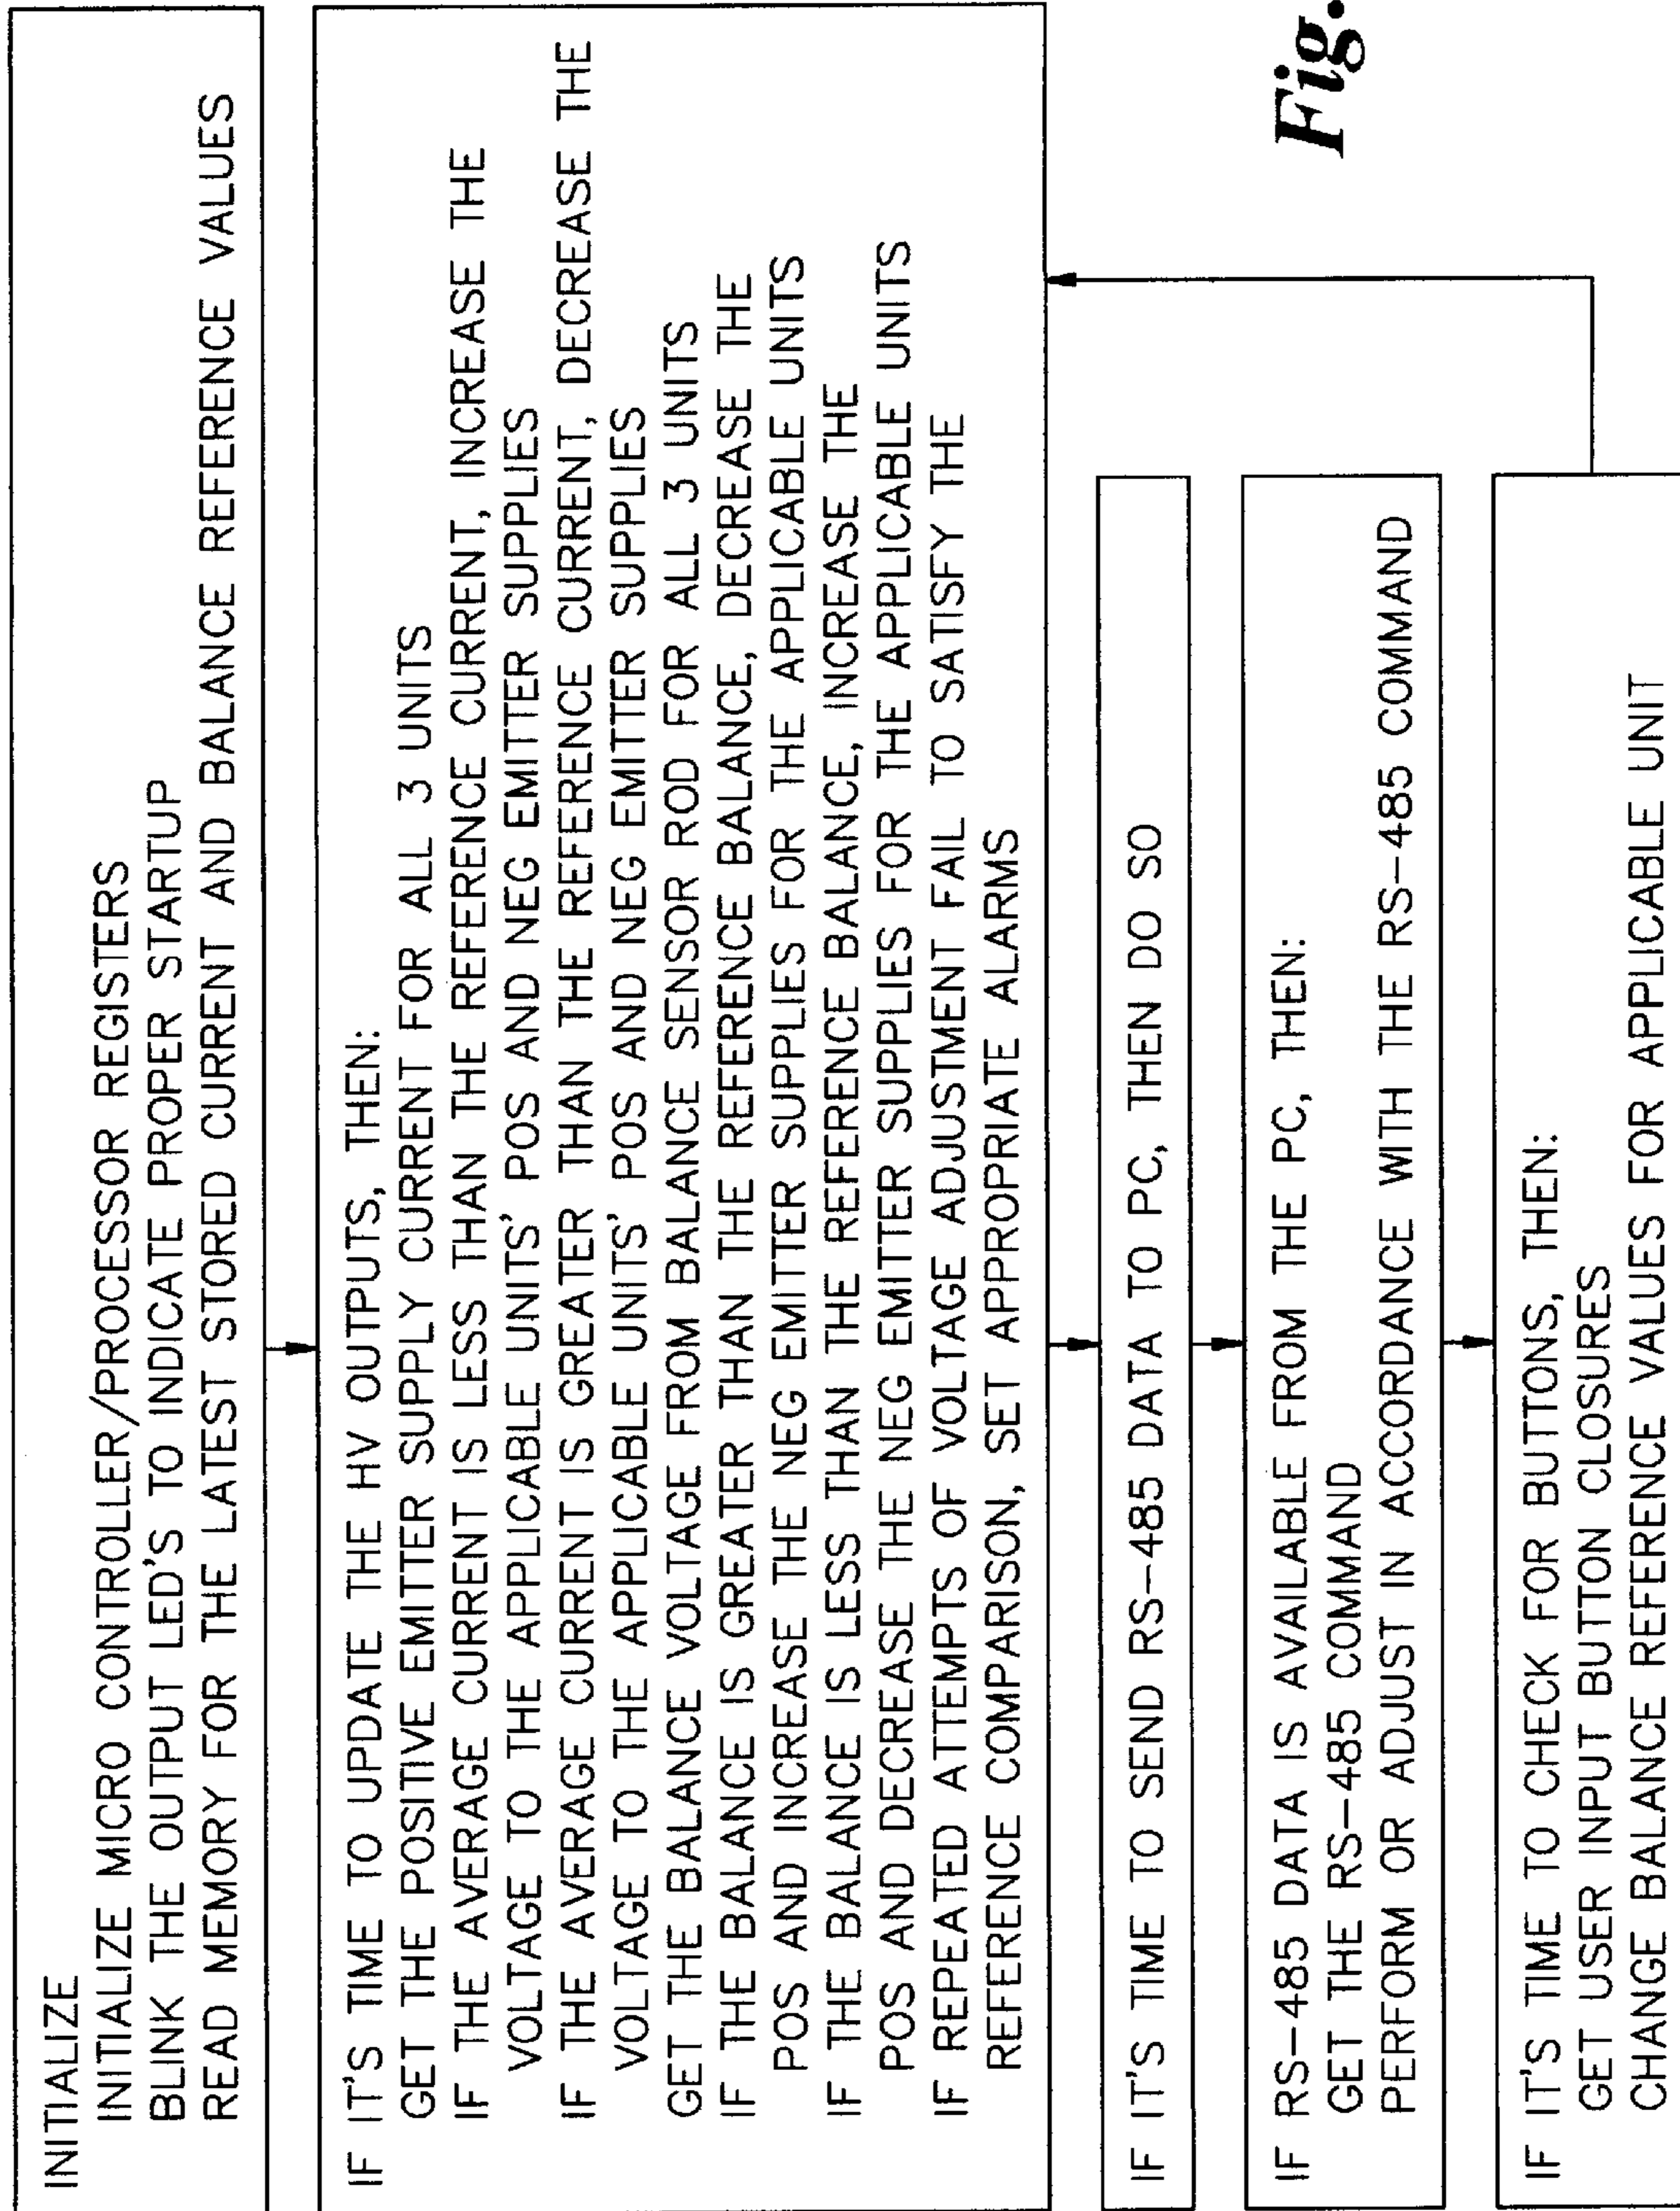 INITIALIZE
INITIALIZE MICRO CONTROLLER/PROCESSOR REGISTERS
BLINK THE OUTPUT LED'S TO INDICATE PROPER STARTUP
READ MEMORY FOR THE LATEST STORED CURRENT AND BALANCE REFERENCE VALUES
IF IT'S TIME TO UPDATE THE HV OUTPUTS, THEN:
GET THE POSITIVE EMITTER SUPPLY CURRENT FOR ALL 3 UNITS
IF THE AVERAGE CURRENT IS LESS THAN THE REFERENCE CURRENT, INCREASE THE
VOLTAGE TO THE APPLICABLE UNITS' POS AND NEG EMITTER SUPPLIES
IF THE AVERAGE CURRENT IS GREATER THAN THE REFERENCE CURRENT, DECREASE THE
VOLTAGE TO THE APPLICABLE UNITS' POS AND NEG EMITTER SUPPLIES
GET THE BALANCE VOLTAGE FROM BALANCE SENSOR ROD FOR ALL 3 UNITS
IF THE BALANCE IS GREATER THAN THE REFERENCE BALANCE, DECREASE THE
POS AND INCREASE THE NEG EMITTER SUPPLIES FOR THE APPLICABLE UNITS
IF THE BALANCE IS LESS THAN THE REFERENCE BALANCE, INCREASE THE
POS AND DECREASE THE NEG EMITTER SUPPLIES FOR THE APPLICABLE UNITS
IF REPEATED ATTEMPTS OF VOLTAGE ADJUSTMENT FAIL TO SATISFY THE
REFERENCE COMPARISON, SET APPROPRIATE ALARMS
IF IT'S TIME TO SEND RS-485 DATA TO PC, THEN DO SO
IF RS-485 DATA IS AVAILABLE FROM THE PC, THEN:
GET THE RS-485 COMMAND
PERFORM OR ADJUST IN ACCORDANCE WITH THE RS-485 COMMAND
IF IT'S TIME TO CHECK FOR BUTTONS, THEN:
GET USER INPUT BUTTON CLOSURES
CHANGE BALANCE REFERENCE VALUES FOR APPLICABLE UNIT
Fig.